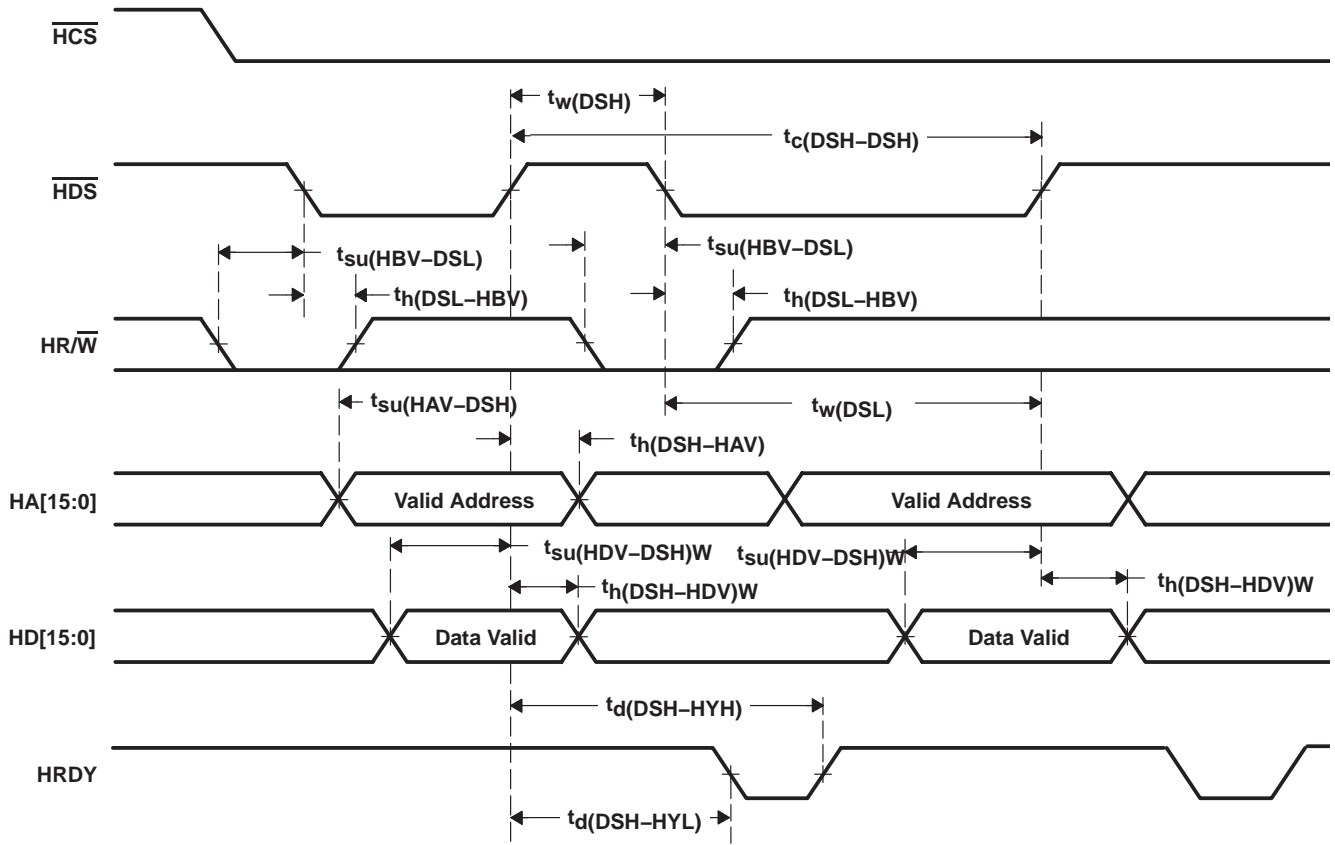 HCS
tw(DSH)
tc(DSH–DSH)
HDS
tsu(HBV–DSL)
tsu(HBV–DSL)
th(DSL–HBV)
th(DSL–HBV)
HR/W
tsu(HAV–DSH)
tw(DSL)
th(DSH–HAV)
HA[15:0]
Valid Address
Valid Address
tsu(HDV–DSH)W
tsu(HDV–DSH)W
th(DSH–HDV)W
th(DSH–HDV)W
HD[15:0]
Data Valid
Data Valid
td(DSH–HYH)
HRDY
td(DSH–HYL)